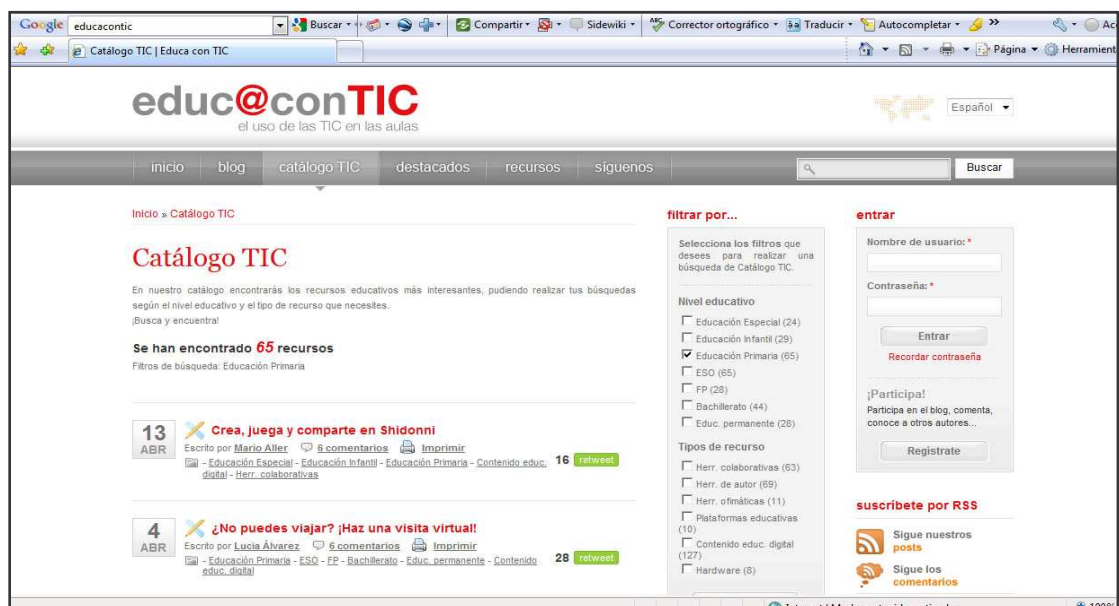 Google educacontic Buscar Compartir Sidewiki Corrector ortográfico Traducir Autocompletar
Catálogo TIC | Educa con TIC Página
educ@conTIC
el uso de las TIC en las aulas
Español
inicio blog catálogo TIC destacados recursos síguenos Buscar
Inicio » Catálogo TIC
Catálogo TIC
En nuestro catálogo encontrarás los recursos educativos más interesantes, pudiendo realizar tus búsquedas
según el nivel educativo y el tipo de recurso que necesites.
¡Busca y encuentra!
Se han encontrado 65 recursos
Filtros de búsqueda: Educación Primaria
13
ABR
Crea, juega y comparte en Shidonni
Escrito por Mario Aller 6 comentarios Imprimir
- Educación Especial - Educación Infantil - Educación Primaria - Contenido educ.
digital - Herr. colaborativas
16 retweet
4
ABR
¿No puedes viajar? ¡Haz una visita virtual!
Escrito por Lucía Álvarez 6 comentarios Imprimir
- Educación Primaria - ESO - FP - Bachillerato - Educ. permanente - Contenido
educ. digital
28 retweet
filtrar por...
Selecciona los filtros que
desees para realizar una
búsqueda de Catálogo TIC.
Nivel educativo
Educación Especial (24)
Educación Infantil (29)
Educación Primaria (65)
ESO (65)
FP (28)
Bachillerato (44)
Educ. permanente (28)
Tipos de recurso
Herr. colaborativas (63)
Herr. de autor (69)
Herr. ofimáticas (11)
Plataformas educativas
(10)
Contenido educ. digital
(127)
Hardware (8)
entrar
Nombre de usuario: *
Contraseña: *
Entrar
Recordar contraseña
¡Participa!
Participa en el blog, comenta,
conoce a otros autores...
Regístrate
suscríbete por RSS
Sigue nuestros
posts
Sigue los
comentarios